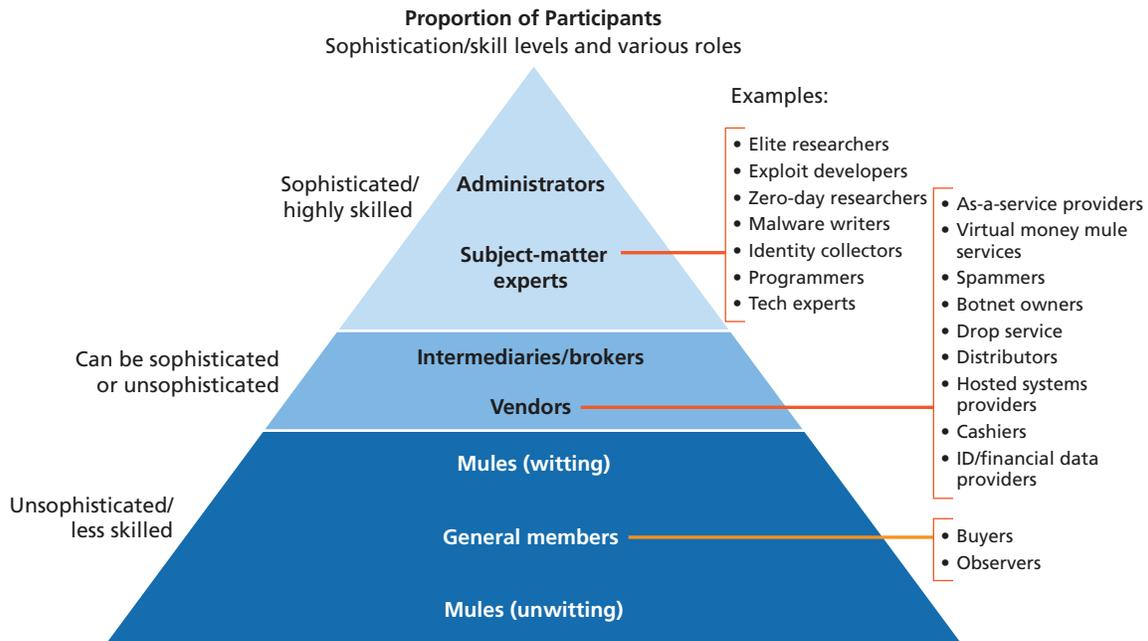 Proportion of Participants
Sophistication/skill levels and various roles
Examples:
Sophisticated/
highly skilled
Administrators
Subject-matter
experts
• Elite researchers
• Exploit developers
• Zero-day researchers
• Malware writers
• Identity collectors
• Programmers
• Tech experts
Can be sophisticated
or unsophisticated
Intermediaries/brokers
Vendors
• As-a-service providers
• Virtual money mule
services
• Spammers
• Botnet owners
• Drop service
• Distributors
• Hosted systems
providers
• Cashiers
• ID/financial data
providers
Unsophisticated/
less skilled
Mules (witting)
General members
• Buyers
• Observers
Mules (unwitting)